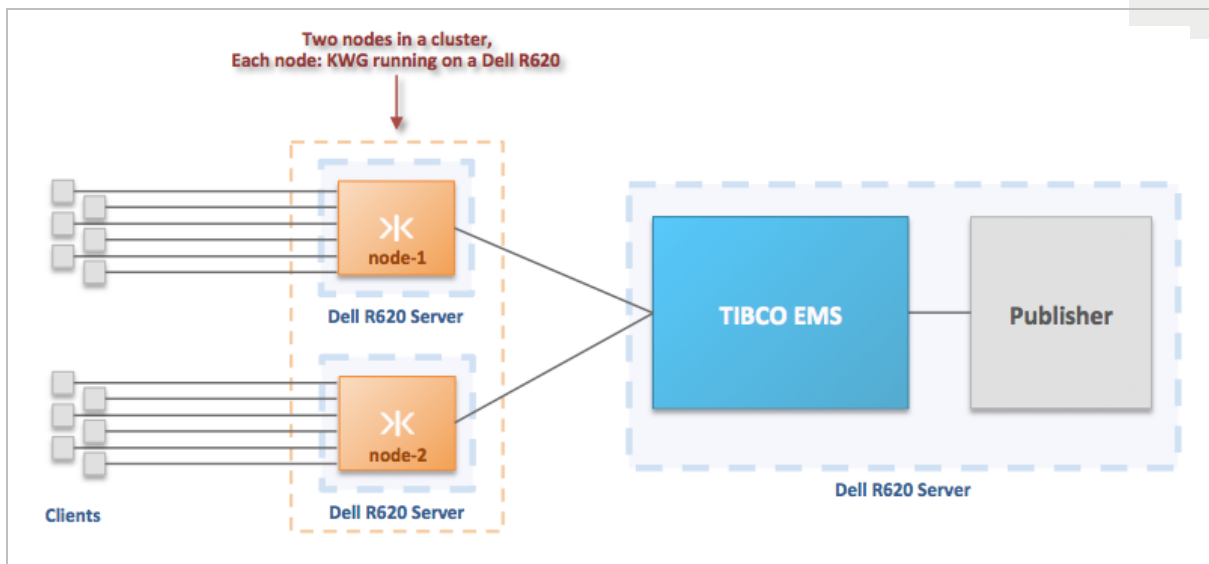 Two nodes in a cluster,
Each node: KWG running on a Dell R620
node-1
Dell R620 Server
TIBCO EMS
Publisher
node-2
Dell R620 Server
Dell R620 Server
Clients